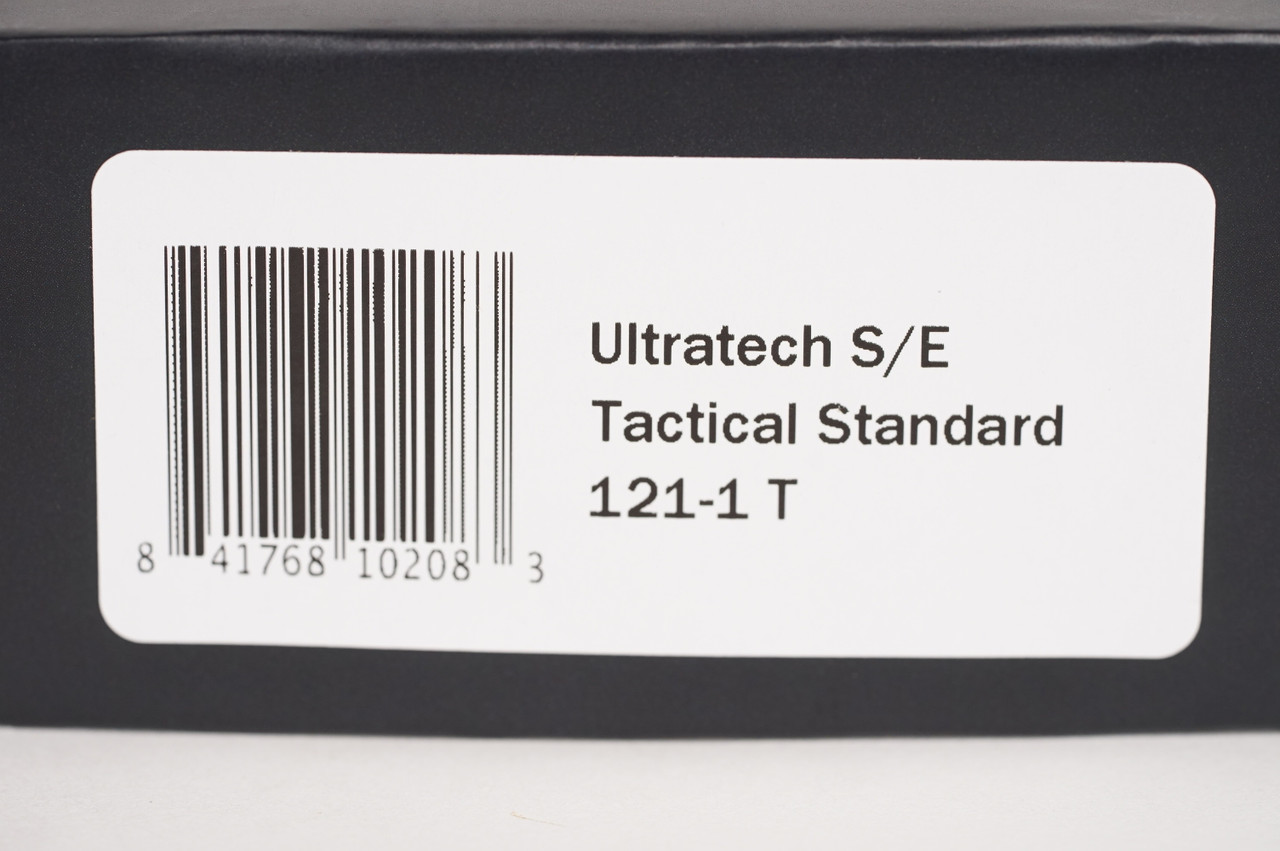 Ultratech S/E
Tactical Standard
121-1 T
8 41768 10208 3